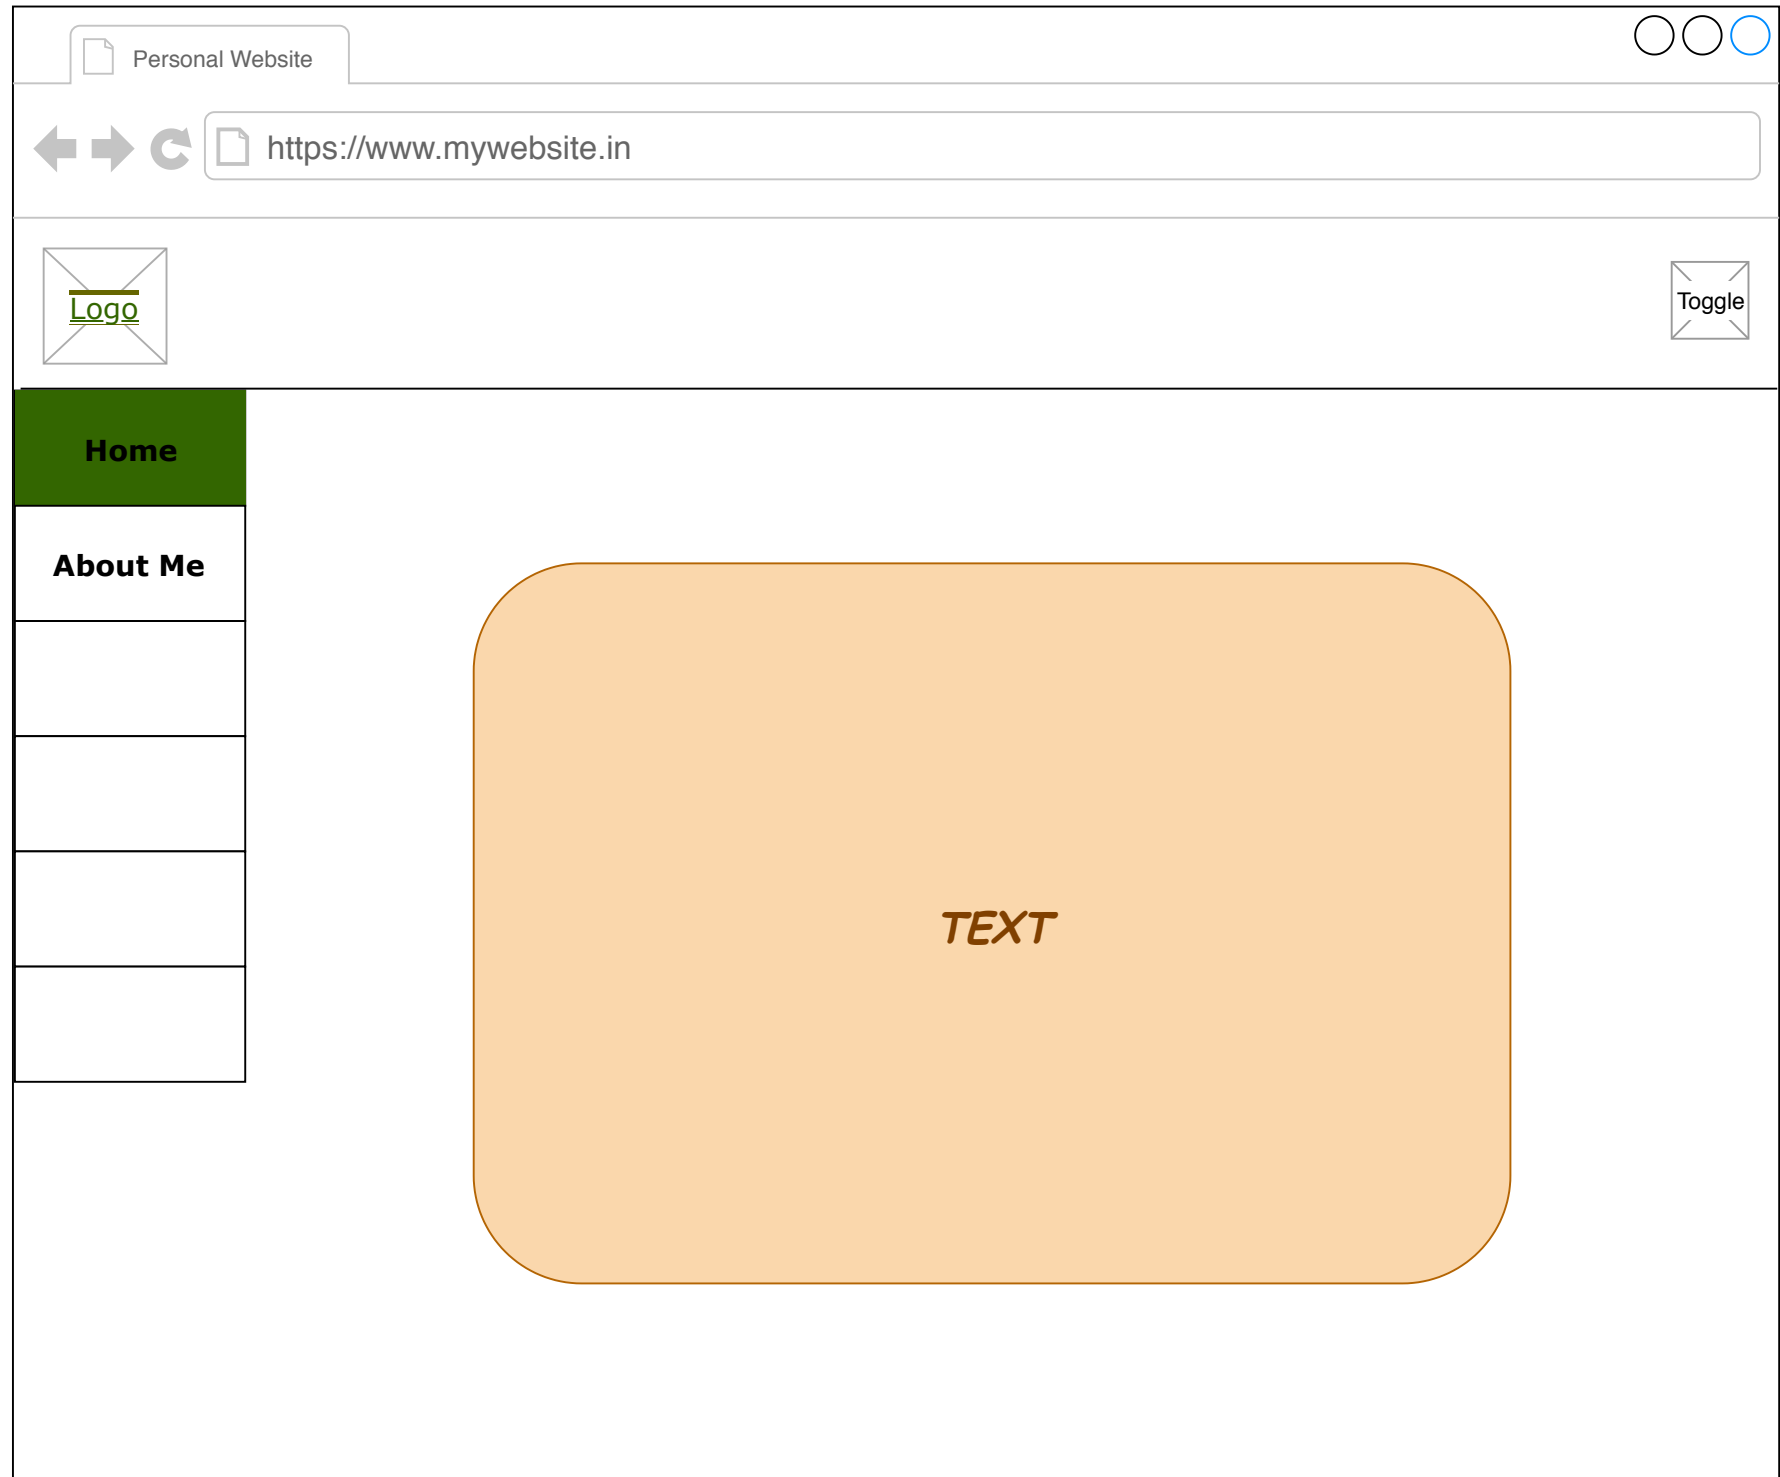 Personal Website
https://www.mywebsite.in
Logo
Toggle
Home
About Me
TEXT